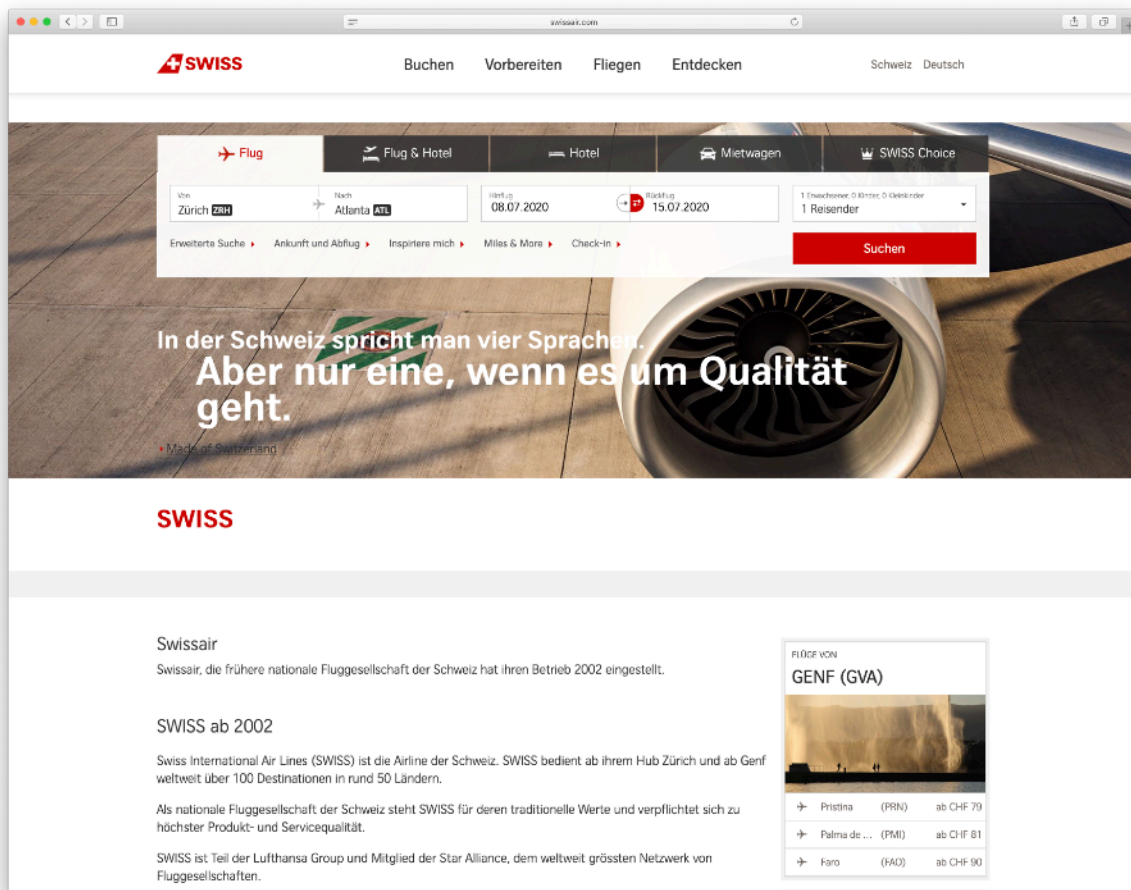 swissair.com
SWISS
Buchen Vorbereiten Fliegen Entdecken
Schweiz Deutsch
Flug
Flug & Hotel
Hotel
Mietwagen
SWISS Choice
Von
Zürich ZRH
Nach
Atlanta ATL
Hinflug
08.07.2020
Rückflug
15.07.2020
1 Erwachsener, 0 Kinder, 0 Kleinkinder
1 Reisender
Erweiterte Suche Ankunft und Abflug Inspiriere mich Miles & More Check-in
Suchen
In der Schweiz spricht man vier Sprachen.
Aber nur eine, wenn es um Qualität
geht.
Made of Switzerland
SWISS
Swissair
Swissair, die frühere nationale Fluggesellschaft der Schweiz hat ihren Betrieb 2002 eingestellt.
SWISS ab 2002
Swiss International Air Lines (SWISS) ist die Airline der Schweiz. SWISS bedient ab ihrem Hub Zürich und ab Genf
weltweit über 100 Destinationen in rund 50 Ländern.
Als nationale Fluggesellschaft der Schweiz steht SWISS für deren traditionelle Werte und verpflichtet sich zu
höchster Produkt- und Servicequalität.
SWISS ist Teil der Lufthansa Group und Mitglied der Star Alliance, dem weltweit grössten Netzwerk von
Fluggesellschaften.
FLÜGE VON
GENF (GVA)
Pristina (PRN) ab CHF 79
Palma de ... (PMI) ab CHF 81
Faro (FAO) ab CHF 90